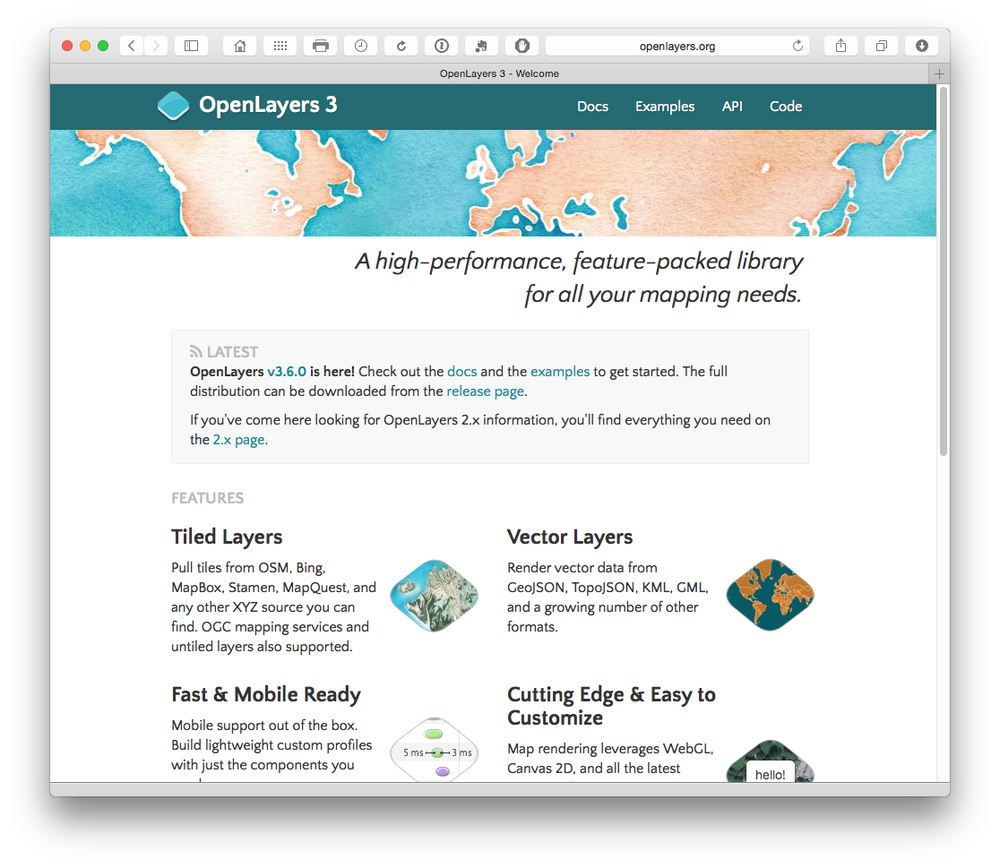 openlayers.org
OpenLayers 3 - Welcome
OpenLayers 3
Docs Examples API Code
A high-performance, feature-packed library
for all your mapping needs.
LATEST
OpenLayers v3.6.0 is here! Check out the docs and the examples to get started. The full
distribution can be downloaded from the release page.
If you've come here looking for OpenLayers 2.x information, you'll find everything you need on
the 2.x page.
FEATURES
Tiled Layers
Pull tiles from OSM, Bing,
MapBox, Stamen, MapQuest, and
any other XYZ source you can
find. OGC mapping services and
untiled layers also supported.
Vector Layers
Render vector data from
GeoJSON, TopoJSON, KML, GML,
and a growing number of other
formats.
Fast & Mobile Ready
Mobile support out of the box.
Build lightweight custom profiles
with just the components you
5 ms 3 ms
Cutting Edge & Easy to
Customize
Map rendering leverages WebGL,
Canvas 2D, and all the latest
hello!